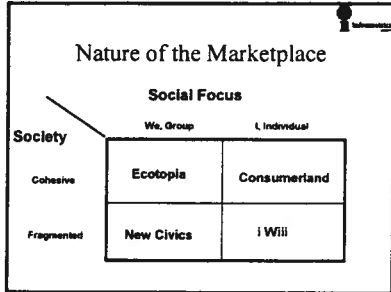 Nature of the Marketplace
Social Focus
We, Group I, Individual
Society
Cohesive Ecotopia Consumerland
Fragmented New Civics I Will